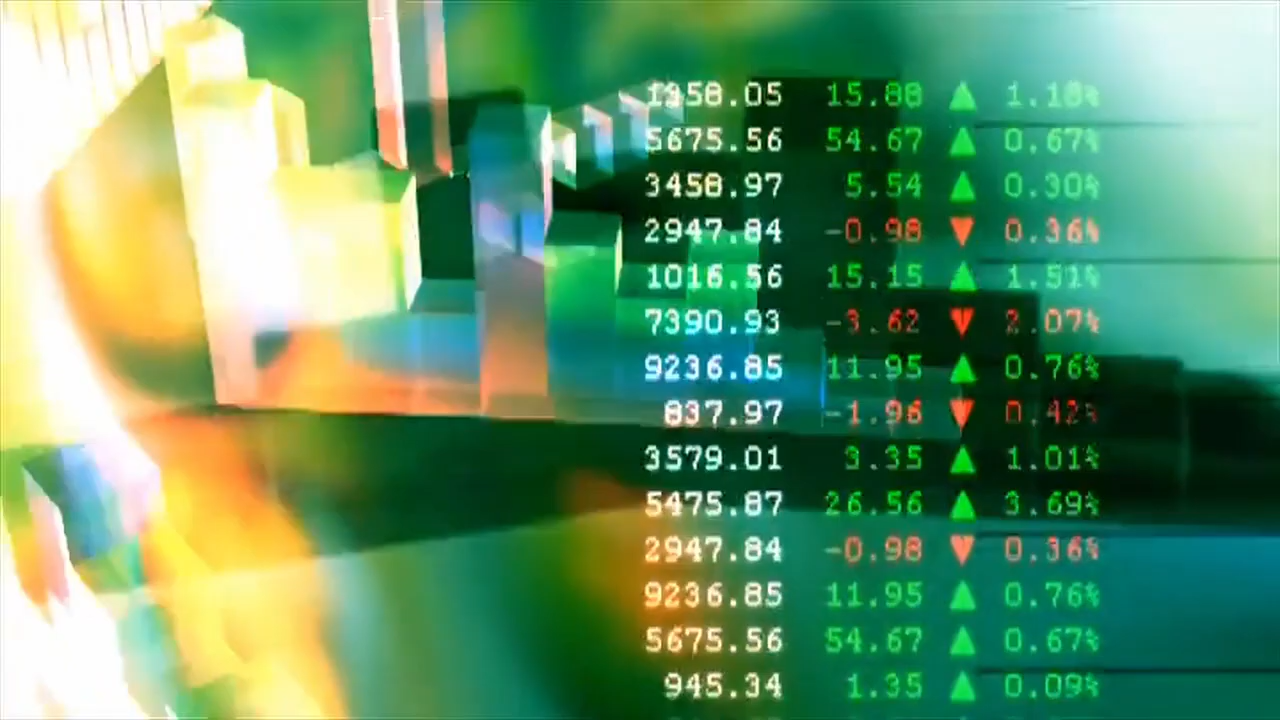 1358.05 15.88 ▲ 1.18%
5675.56 54.67 ▲ 0.67%
3458.97 5.54 ▲ 0.30%
2947.84 -0.98 ▼ 0.36%
1016.56 15.15 ▲ 1.51%
7390.93 -3.62 ▼ 2.07%
9236.85 11.95 ▲ 0.76%
837.97 -1.96 ▼ 0.42%
3579.01 3.35 ▲ 1.01%
5475.87 26.56 ▲ 3.69%
2947.84 -0.98 ▼ 0.36%
9236.85 11.95 ▲ 0.76%
5675.56 54.67 ▲ 0.67%
945.34 1.35 ▲ 0.09%